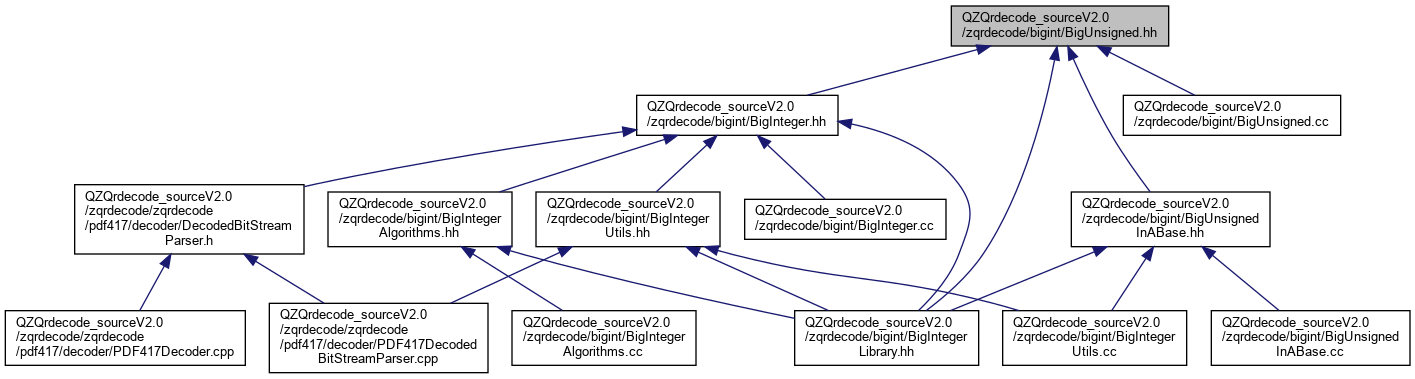 QZQrdecode_sourceV2.0
/zqrdecode/bigint/BigUnsigned.hh
QZQrdecode_sourceV2.0
/zqrdecode/bigint/BigInteger.hh
QZQrdecode_sourceV2.0
/zqrdecode/bigint/BigUnsigned.cc
QZQrdecode_sourceV2.0
/zqrdecode/zqrdecode
/pdf417/decoder/DecodedBitStream
Parser.h
QZQrdecode_sourceV2.0
/zqrdecode/bigint/BigInteger
Algorithms.hh
QZQrdecode_sourceV2.0
/zqrdecode/bigint/BigInteger
Utils.hh
QZQrdecode_sourceV2.0
/zqrdecode/bigint/BigInteger.cc
QZQrdecode_sourceV2.0
/zqrdecode/bigint/BigUnsigned
InABase.hh
QZQrdecode_sourceV2.0
/zqrdecode/zqrdecode
/pdf417/decoder/PDF417Decoder.cpp
QZQrdecode_sourceV2.0
/zqrdecode/zqrdecode
/pdf417/decoder/PDF417Decoded
BitStreamParser.cpp
QZQrdecode_sourceV2.0
/zqrdecode/bigint/BigInteger
Algorithms.cc
QZQrdecode_sourceV2.0
/zqrdecode/bigint/BigInteger
Library.hh
QZQrdecode_sourceV2.0
/zqrdecode/bigint/BigInteger
Utils.cc
QZQrdecode_sourceV2.0
/zqrdecode/bigint/BigUnsigned
InABase.cc